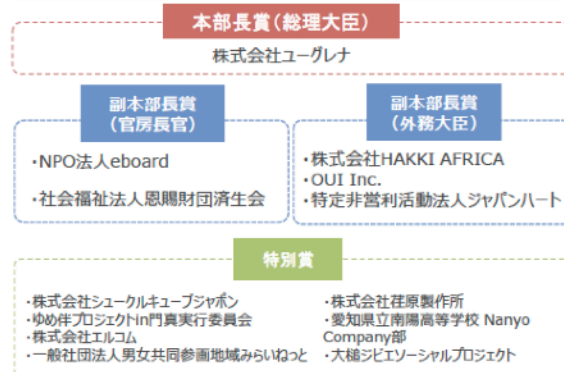 本部長賞(総理大臣)
株式会社ユーグレナ
副本部長賞
(官房長官)
・NPO法人eboard
・社会福祉法人恩賜財団済生会
副本部長賞
(外務大臣)
・株式会社HAKKI AFRICA
・OUI Inc.
・特定非営利活動法人ジャパンハート
特別賞
・株式会社シュークルキューブジャポン
・ゆめ伴プロジェクトin門真実行委員会
・株式会社エルコム
・一般社団法人男女共同参画地域みらいねっと
・株式会社荏原製作所
・愛知県立南陽高等学校 Nanyo
Company部
・大槌ジビエソーシャルプロジェクト